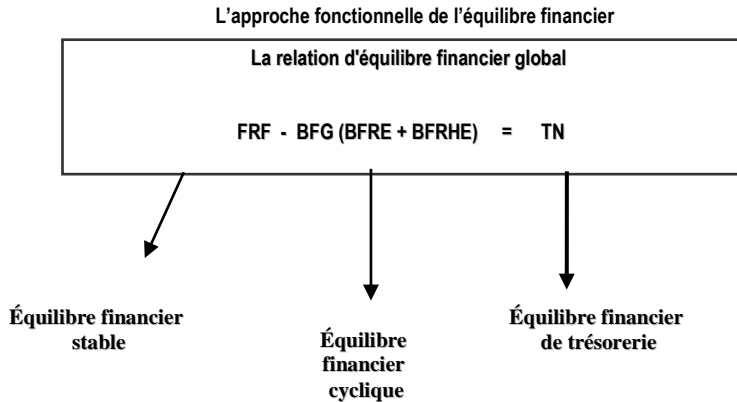 L’approche fonctionnelle de l’équilibre financier
La relation d'équilibre financier global
FRF - BFG (BFRE + BFRHE) = TN
Équilibre financier
stable
Équilibre
financier
cyclique
Équilibre financier
de trésorerie